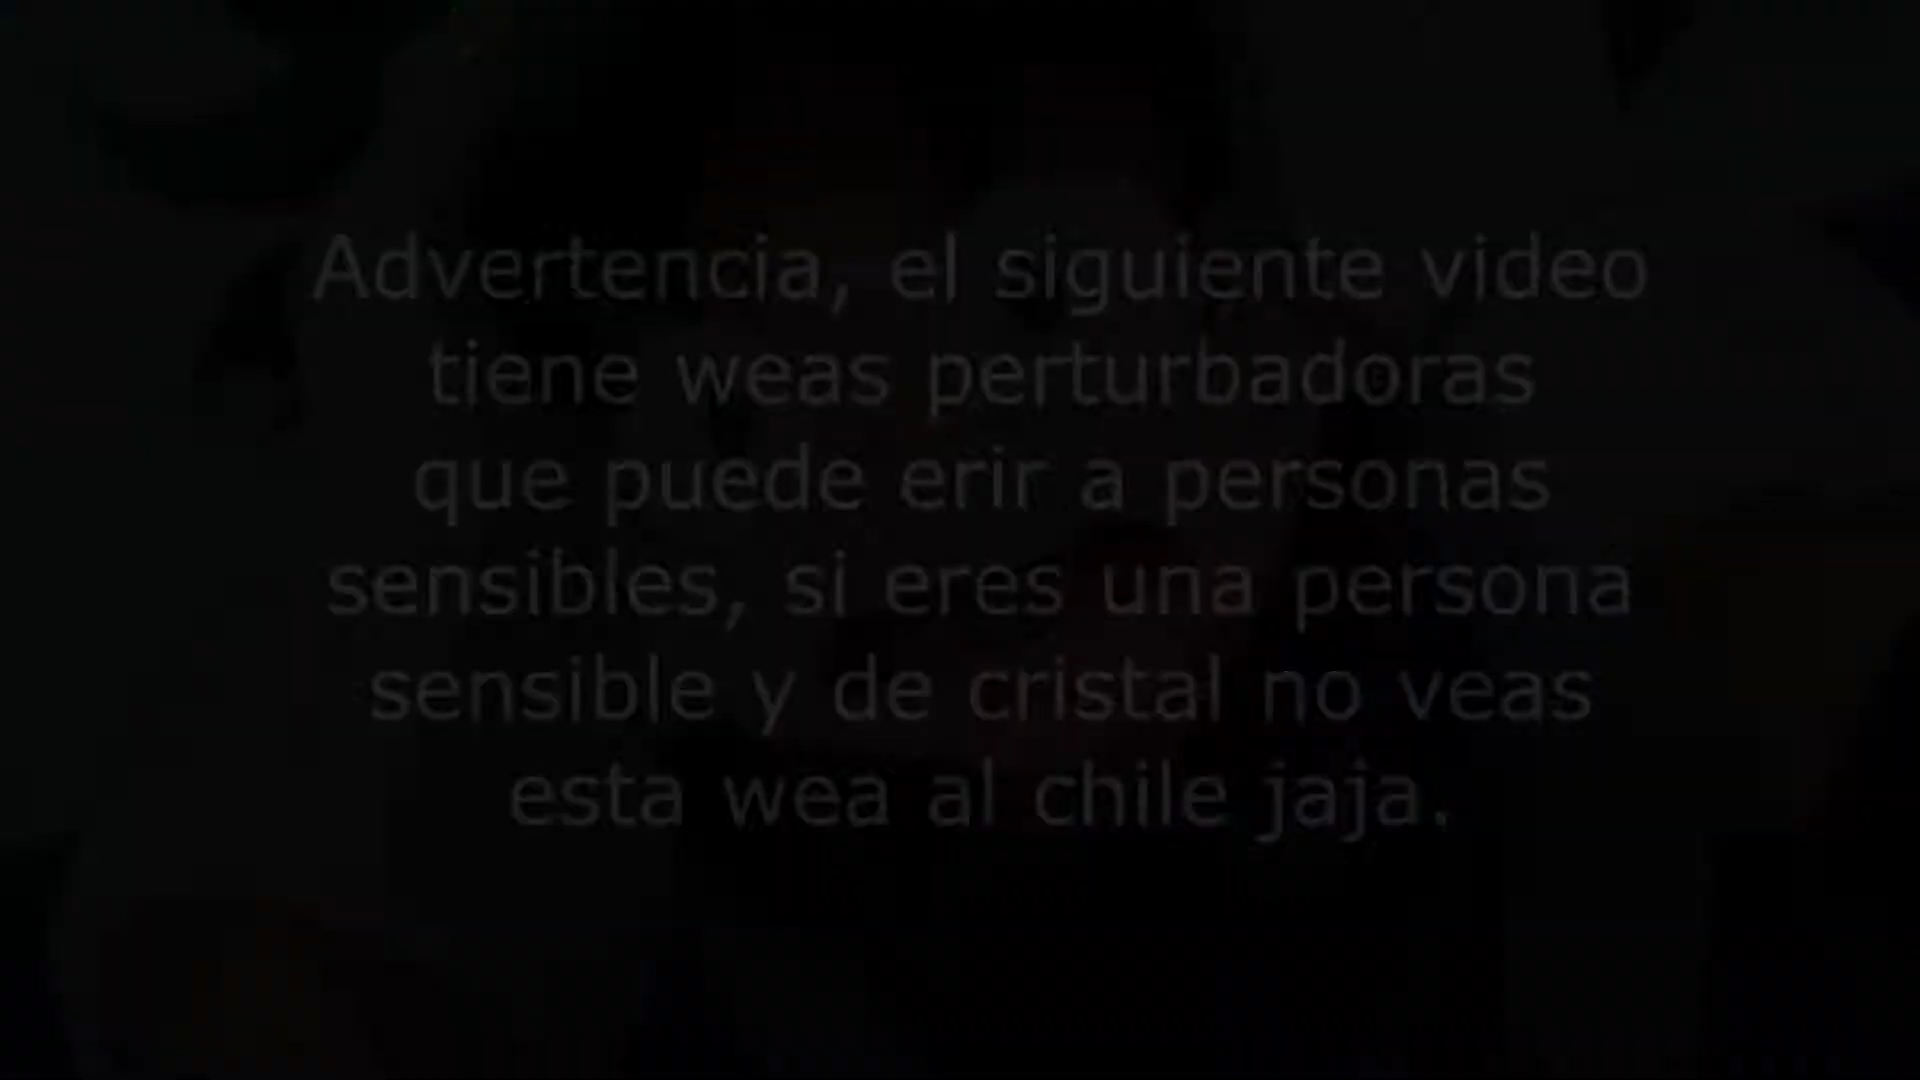 Advertencia, el siguiente video
tiene weas perturbadoras
que puede erir a personas
sensibles, si eres una persona
sensible y de cristal no veas
esta wea al chile jaja.